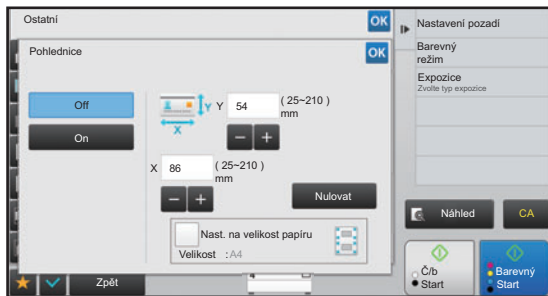 Ostatní
OK
Pohlednice
OK
Off
On
Y 54 ( 25~210 )
mm
Y
X
X 86 ( 25~210 )
mm
Nulovat
Nast. na velikost papíru
Velikost : A4
Zpět
Nastavení pozadí
Barevný
režim
Expozice
Zvolte typ expozice
Náhled
CA
Č/b
Start
Barevný
Start